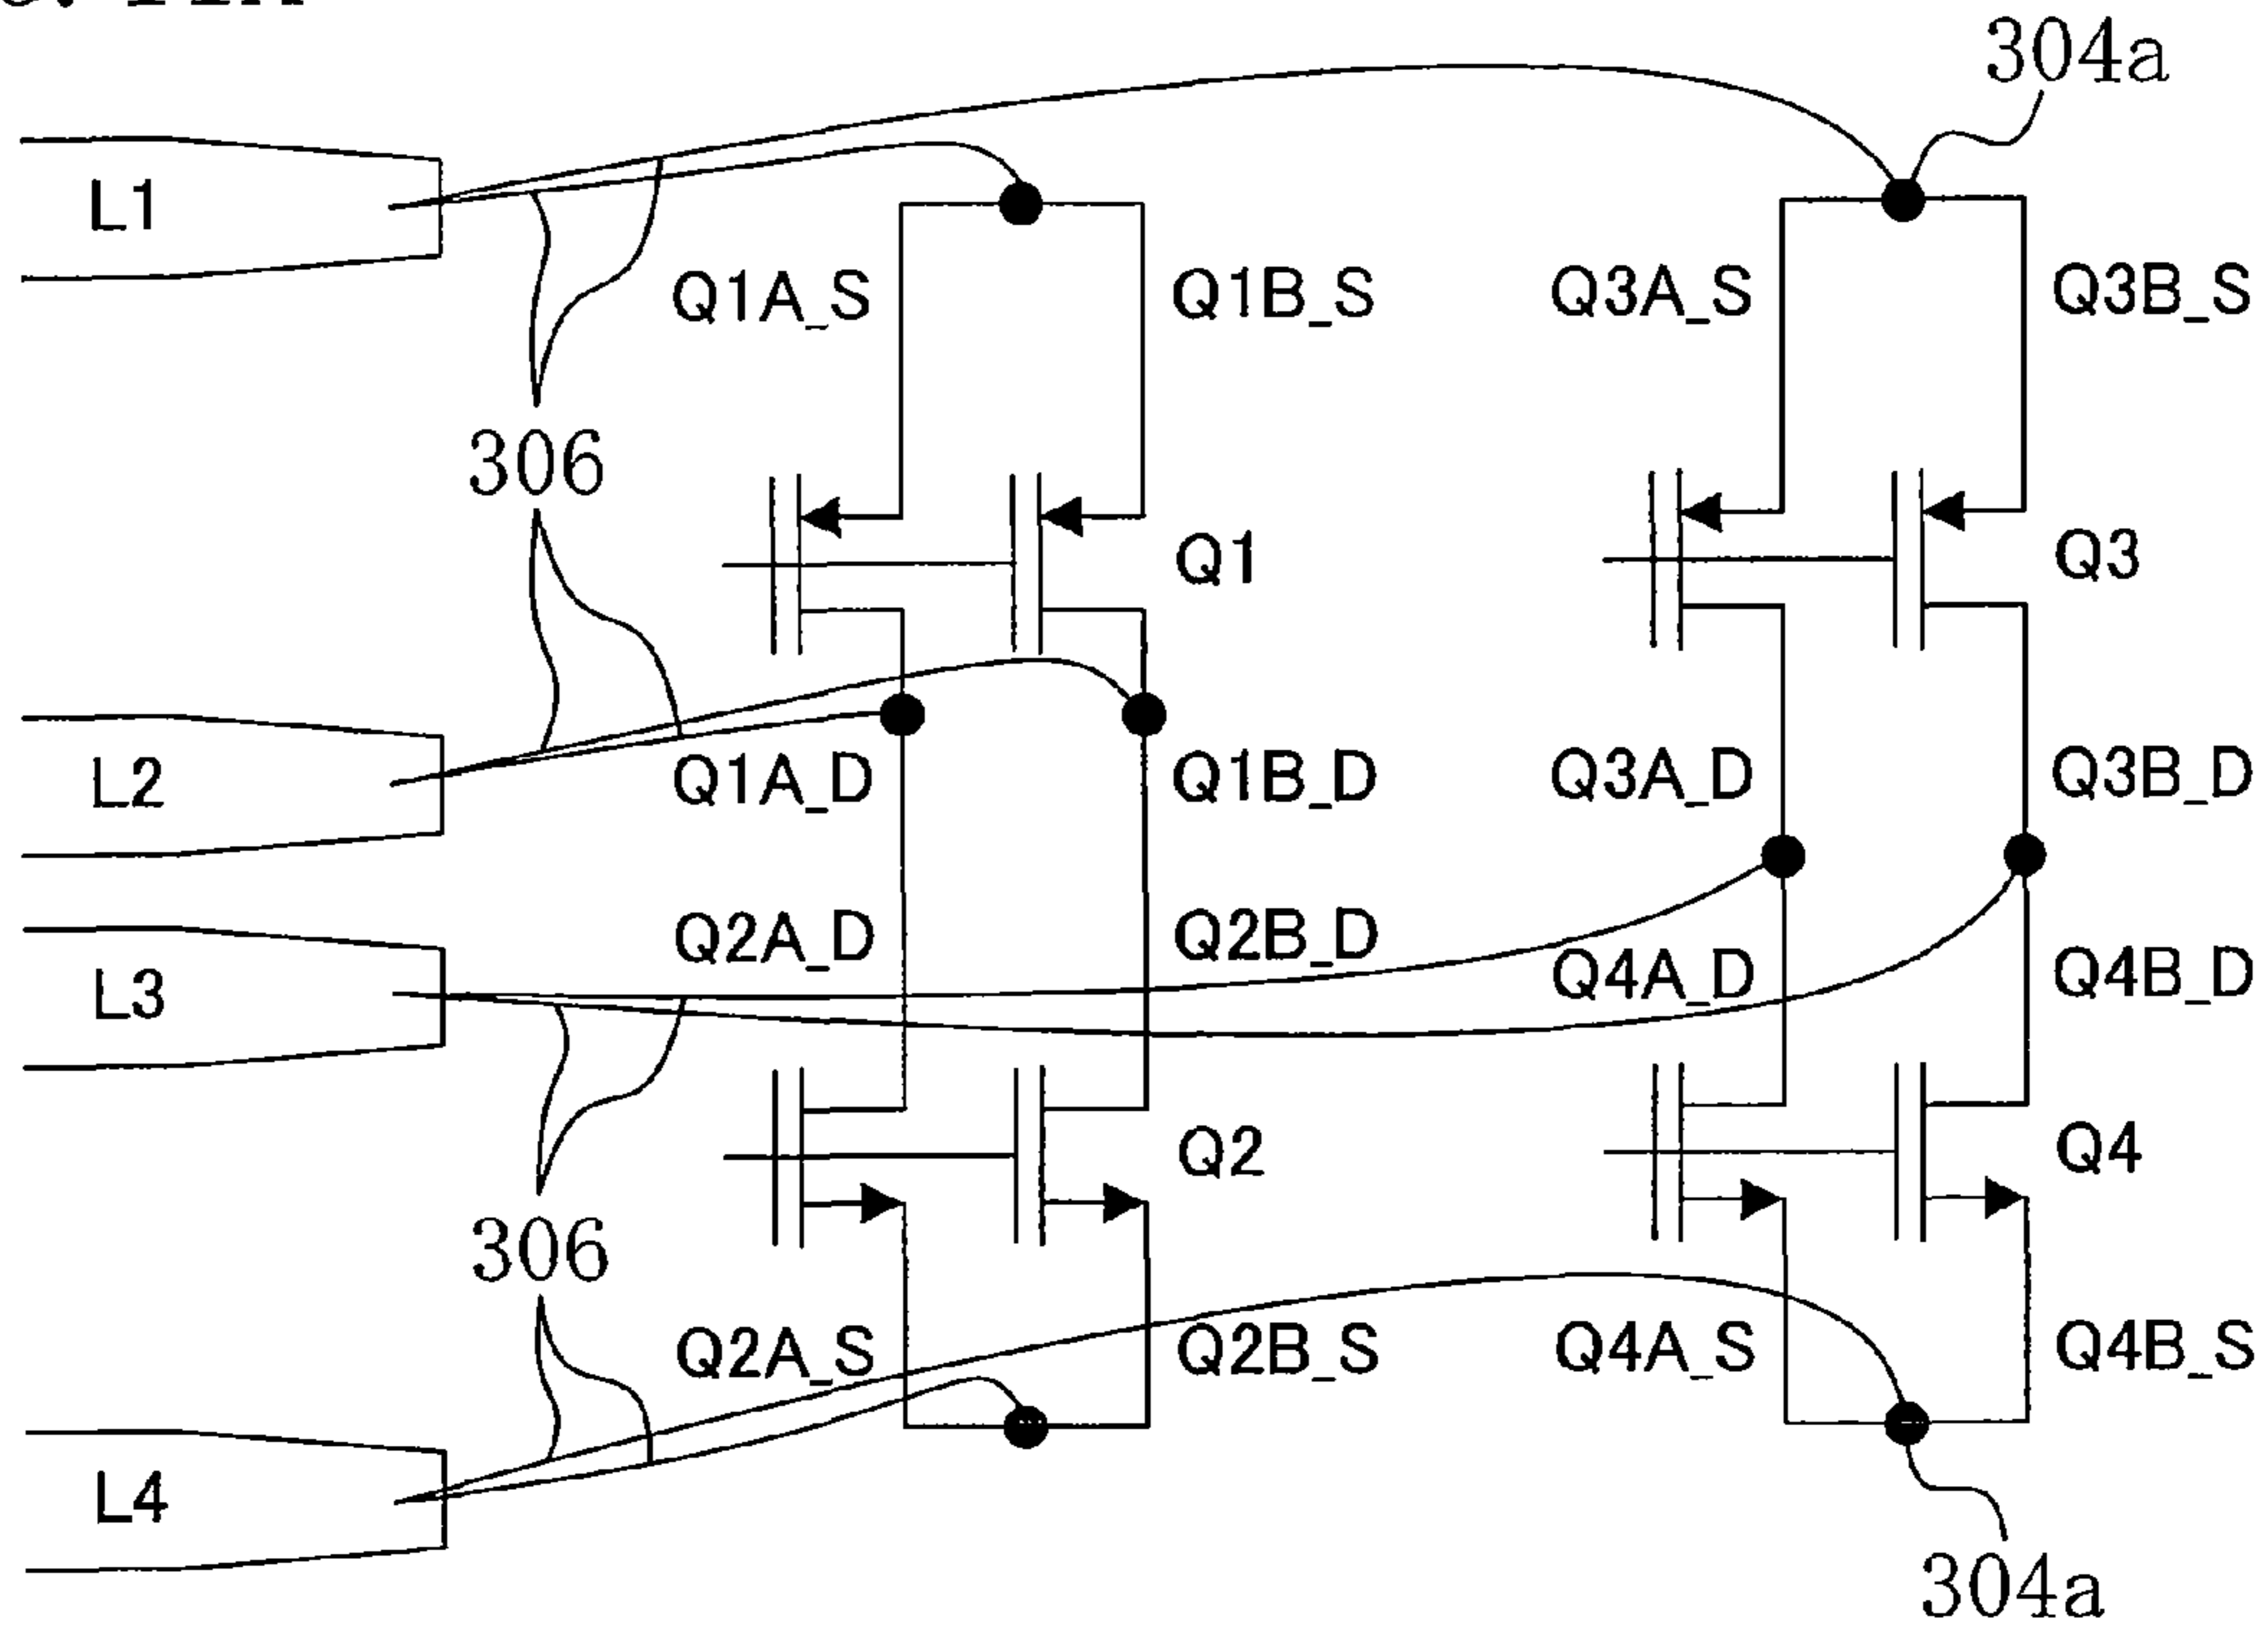 304a
L1
Q1A_S
Q1B_S
Q3A_S
Q3B_S
306
Q1
Q3
L2
Q1A_D
Q1B_D
Q3A_D
Q3B_D
Q2A_D
Q2B_D
Q4A_D
Q4B_D
L3
Q2
Q4
306
Q2A_S
Q2B_S
Q4A_S
Q4B_S
L4
304a